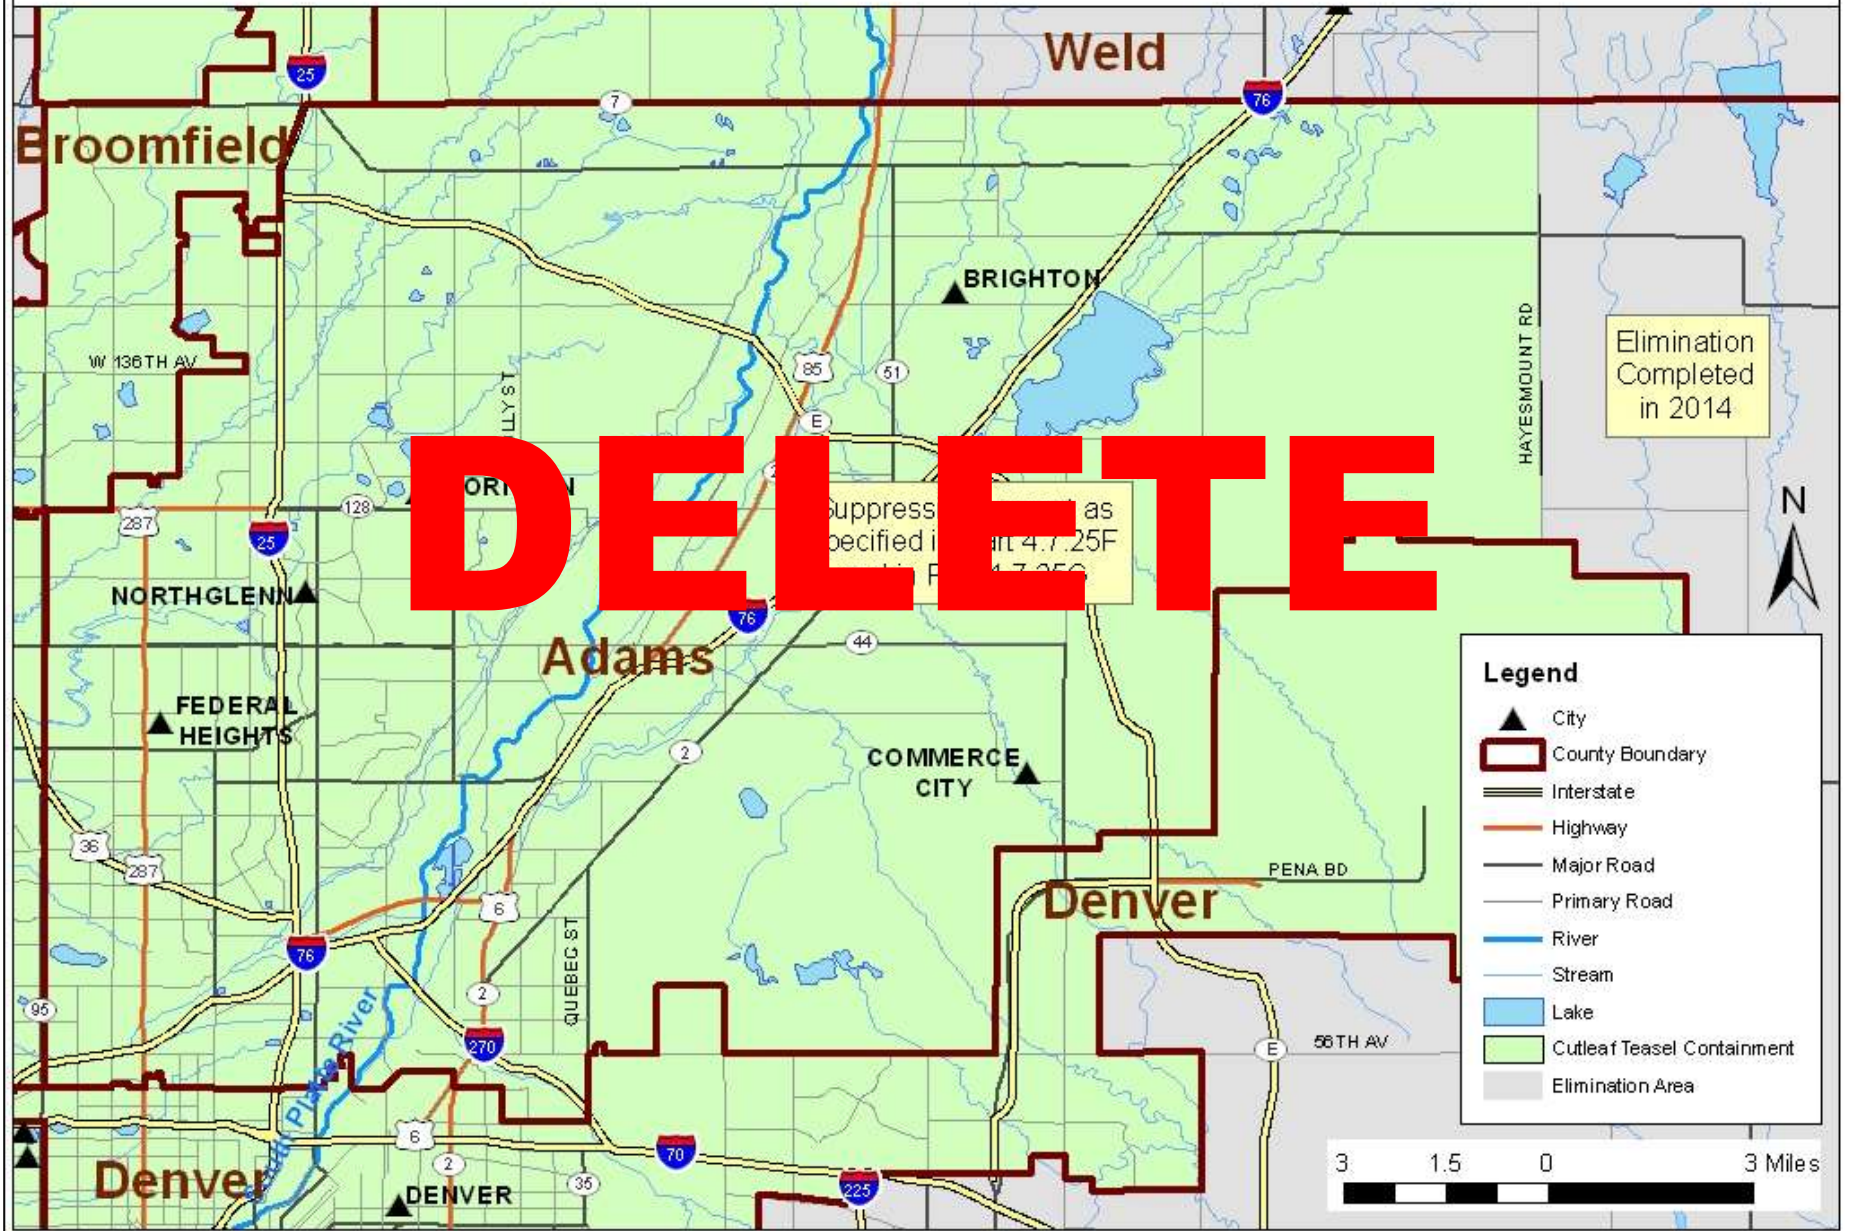 Weld
25
7
76
Broomfield
BRIGHTON
W 136TH AV
85
51
HAYESMOUNT RD
Elimination
Completed
in 2014
E
DELETE
287
128
25
as
4.7.25F
N
NORTHGLENN
76
44
Adams
FEDERAL
HEIGHTS
2
COMMERCE
CITY
36
287
PENA BD
Denver
6
76
QUEBEC ST
95
2
South Platte River
270
E
56TH AV
6
70
2
35
225
Denver
DENVER
Legend
City
County Boundary
Interstate
Highway
Major Road
Primary Road
River
Stream
Lake
Cutleaf Teasel Containment
Elimination Area
3 1.5 0 3 Miles